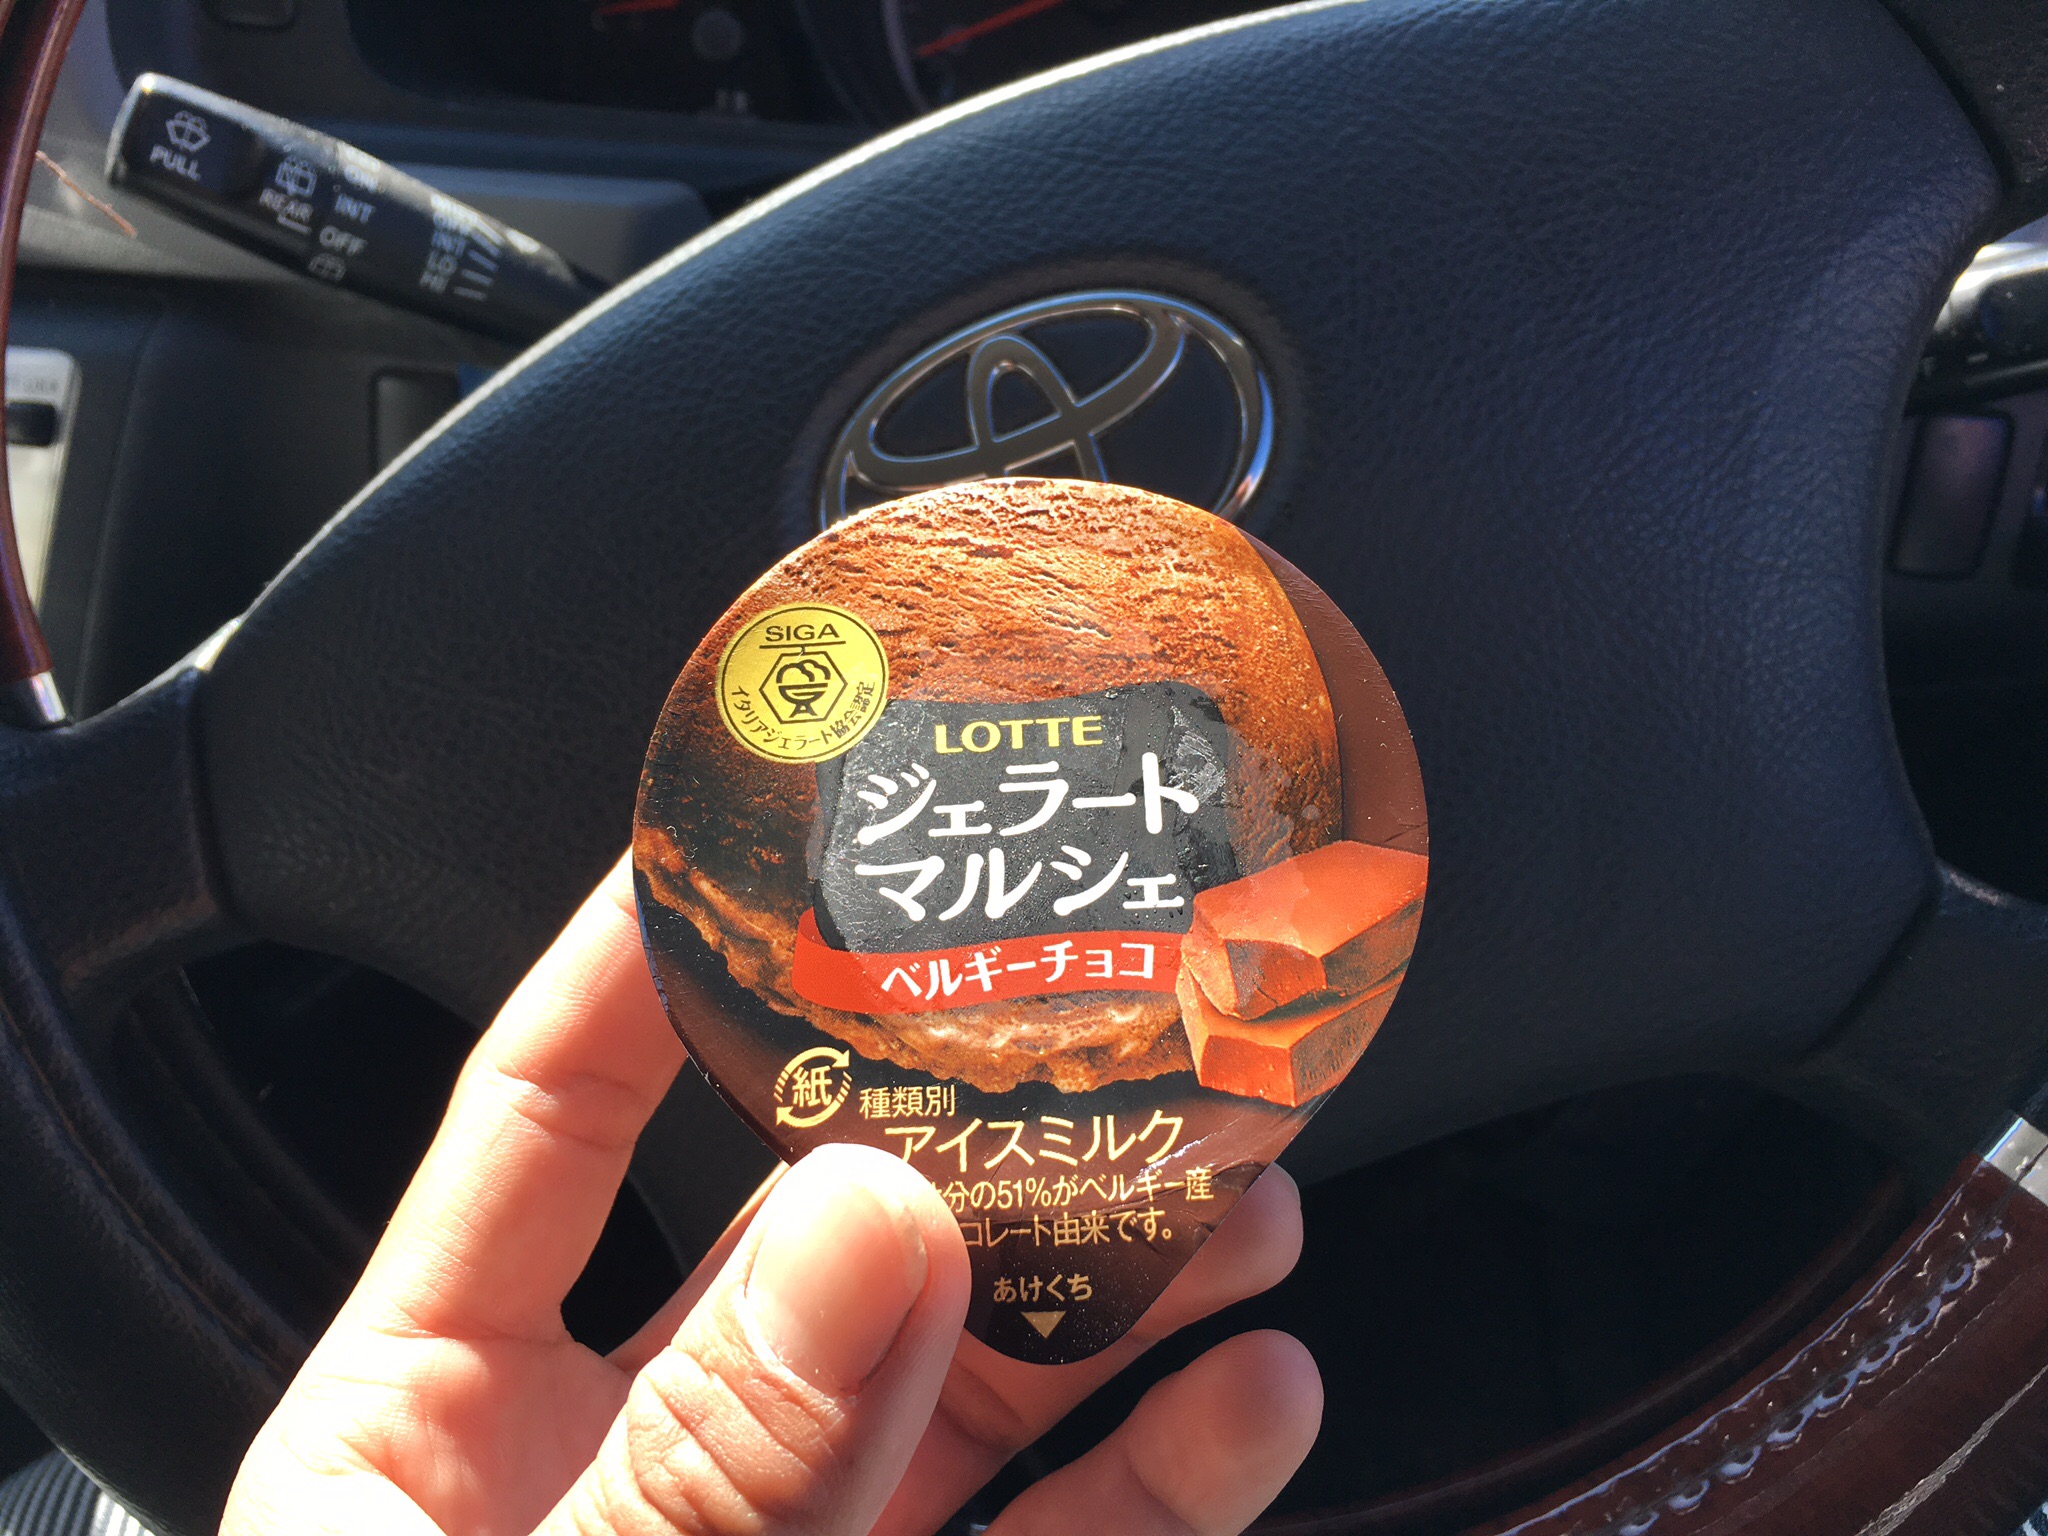 PULL
REAR
INT
OFF
SIGA
イタリアジェラート協会認定
LOTTE
ジェラート
マルシェ
ベルギーチョコ
紙
種類別
アイスミルク
分の51%がベルギー産
コレート由来です。
あけくち